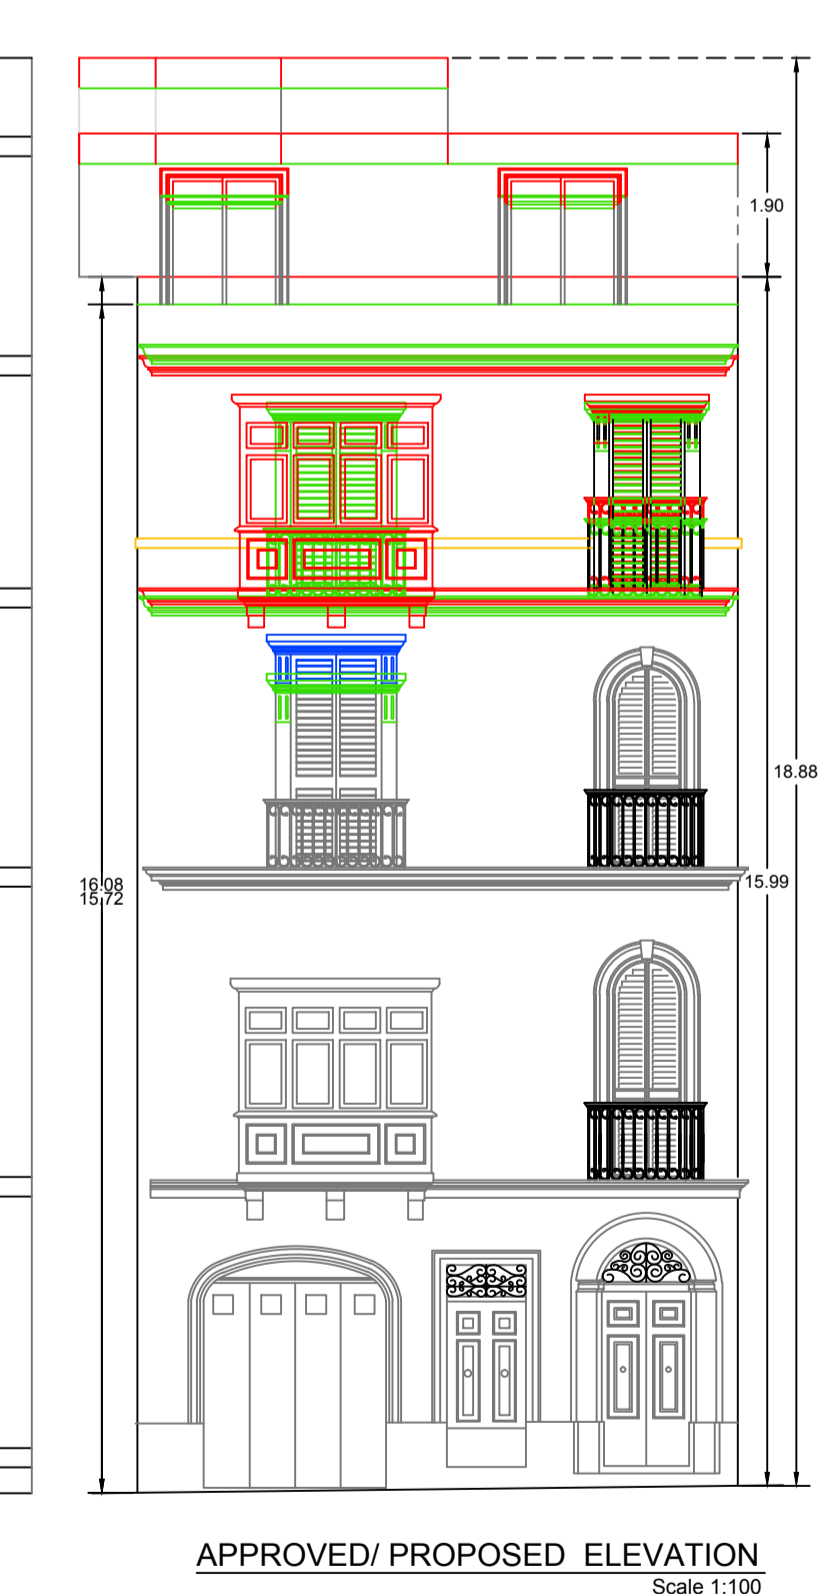 1.90
18.88
16.08
15.72
15.99
APPROVED/ PROPOSED ELEVATION
Scale 1:100